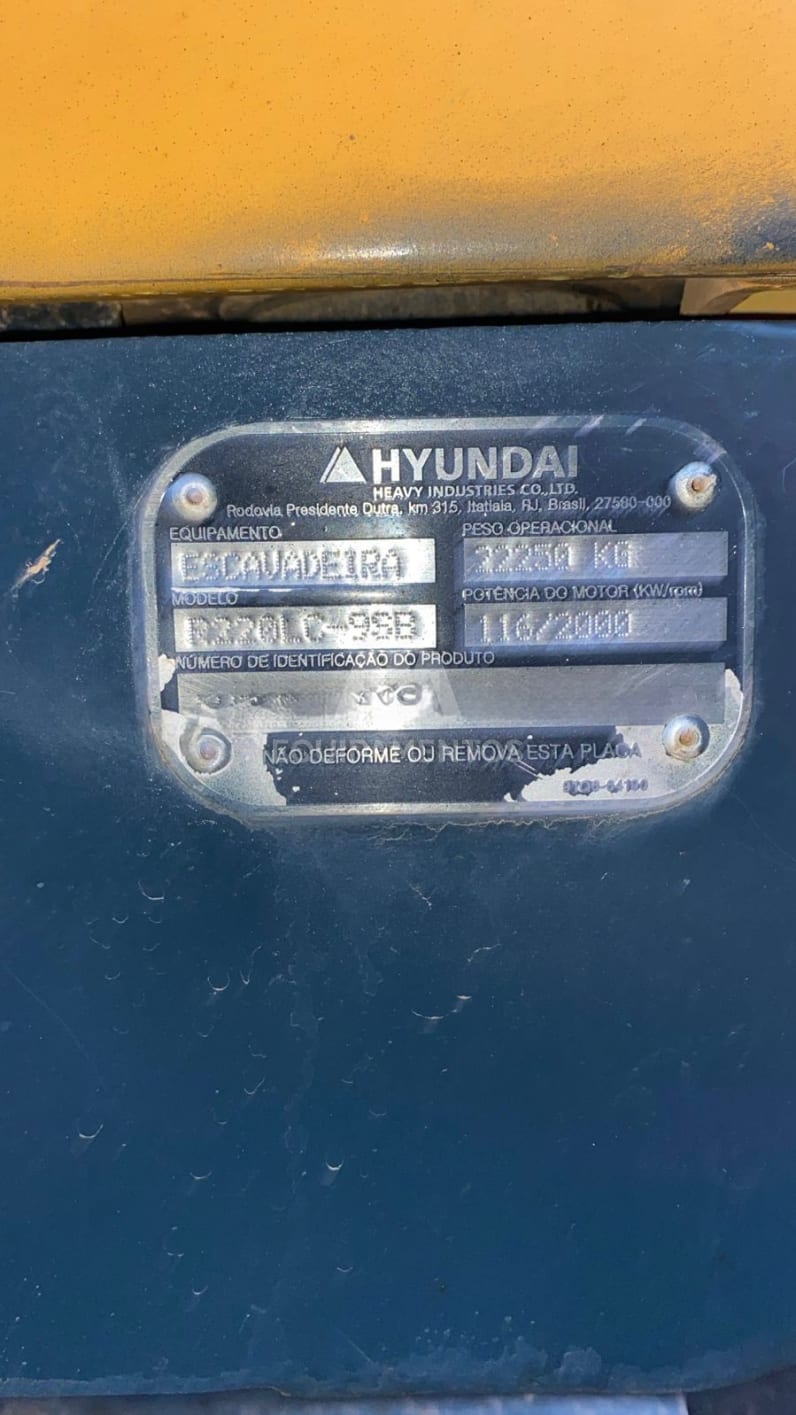 HYUNDAI
HEAVY INDUSTRIES CO.,LTD.
Rodovia Presidente Dutra, km 315, Itatiaia, RJ, Brasil, 27580-000
EQUIPAMENTO
ESCAVADEIRA
PESO OPERACIONAL
22250 KG
MODELO
R220LC-9SB
POTÊNCIA DO MOTOR (KW/rpm)
116/2000
NÚMERO DE IDENTIFICAÇÃO DO PRODUTO
EQUIPAMENTOS
NÃO DEFORME OU REMOVA ESTA PLACA